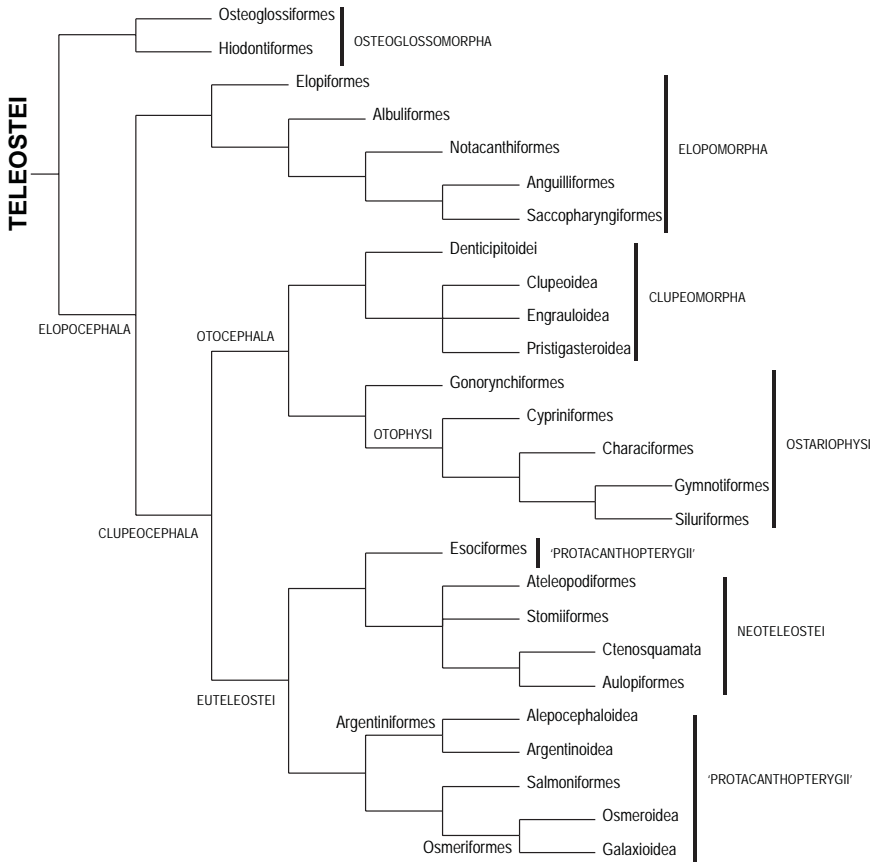 Osteoglossiformes
OSTEOGLOSSOMORPHA
Hiodontiformes
Elopiformes
TELEOSTEI
Albuliformes
Notacanthiformes
ELOPOMORPHA
Anguilliformes
Saccopharyngiformes
Denticipitoidei
Clupeoidea
CLUPEOMORPHA
Engrauloidea
ELOPOCEPHALA
OTOCEPHALA
Pristigasteroidea
Gonorynchiformes
Cypriniformes
OTOPHYSI
Characiformes
OSTARIOPHYSI
Gymnotiformes
Siluriformes
CLUPEOCEPHALA
Esociformes
'PROTACANTHOPTERYGII'
Ateleopodiformes
Stomiiformes
NEOTELEOSTEI
Ctenosquamata
Aulopiformes
EUTELEOSTEI
Argentiniformes
Alepocephaloidea
Argentinoidea
'PROTACANTHOPTERYGII'
Salmoniformes
Osmeroidea
Osmeriformes
Galaxioidea